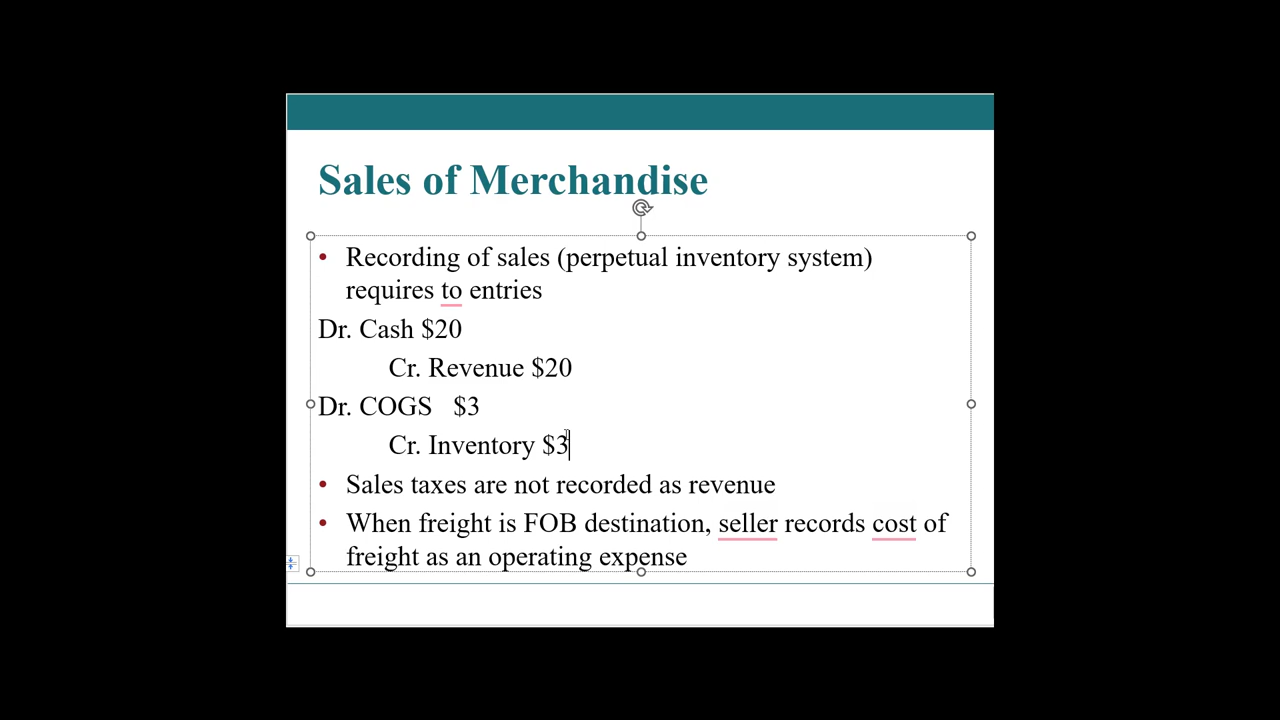 Sales of Merchandise
• Recording of sales (perpetual inventory system)
requires to entries
Dr. Cash $20
Cr. Revenue $20
Dr. COGS $3
Cr. Inventory $3
• Sales taxes are not recorded as revenue
• When freight is FOB destination, seller records cost of
freight as an operating expense